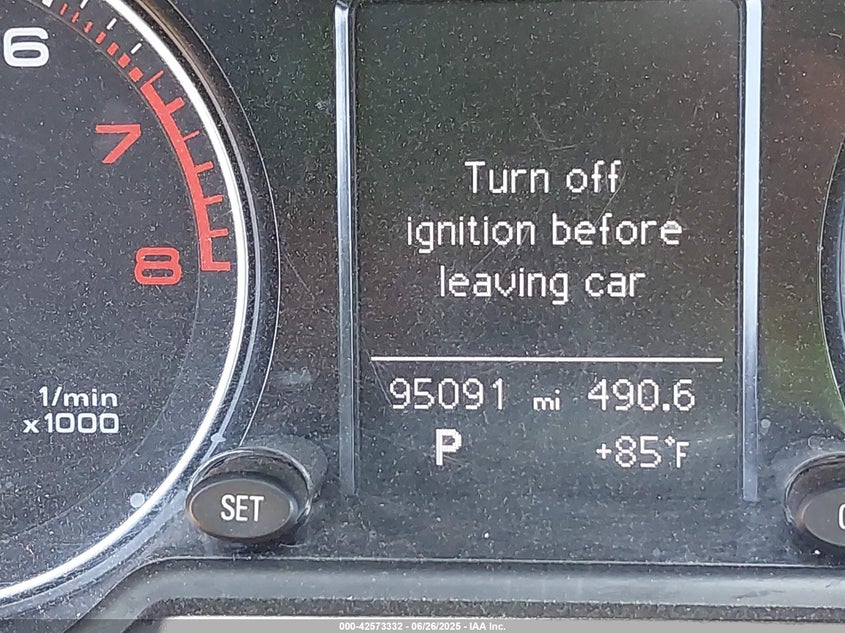 6
7
8
1/min
x1000
Turn off
ignition before
leaving car
95091 mi 490.6
P +85°F
SET
000-42573332 - 06/26/2025 - IAA Inc.